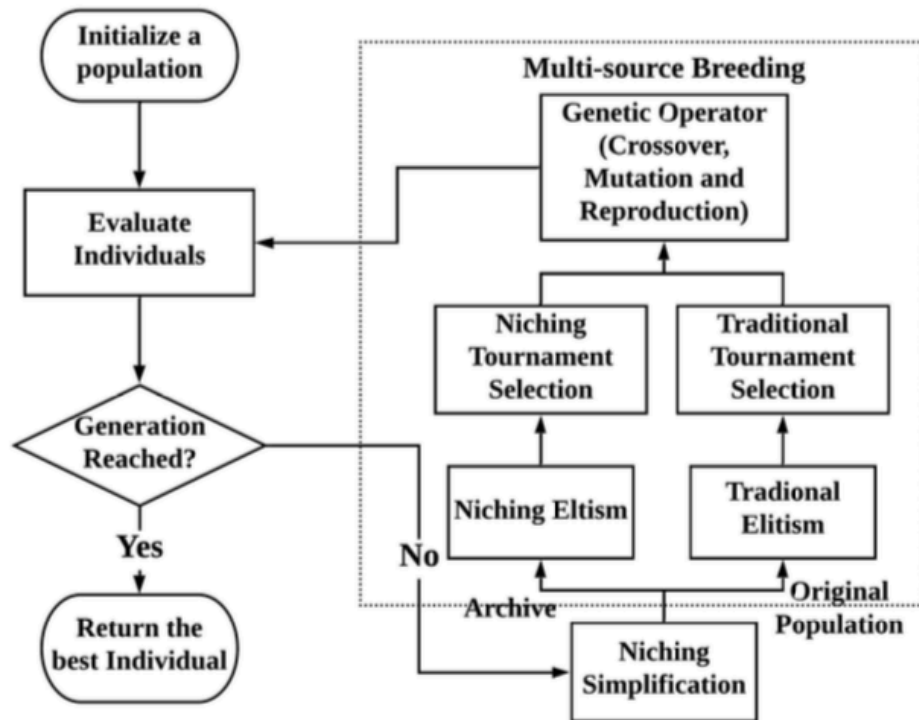 Initialize a
population
Evaluate
Individuals
Generation
Reached?
Yes
Return the
best Individual
No
Multi-source Breeding
Genetic Operator
(Crossover,
Mutation and
Reproduction)
Niching
Tournament
Selection
Traditional
Tournament
Selection
Niching Eltism
Tradional
Elitism
Archive
Original
Population
Niching
Simplification